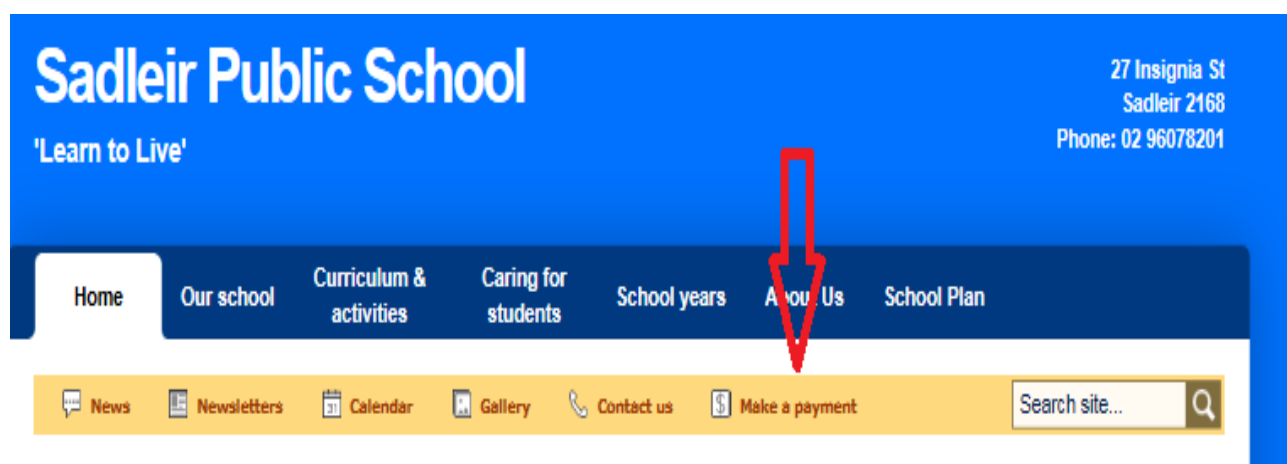 Sadleir Public School
'Learn to Live'
27 Insignia St
Sadleir 2168
Phone: 02 96078201
Home
Our school
Curriculum &
activities
Caring for
students
School years
About Us
School Plan
News
Newsletters
31
Calendar
Gallery
Contact us
$
Make a payment
Search site...